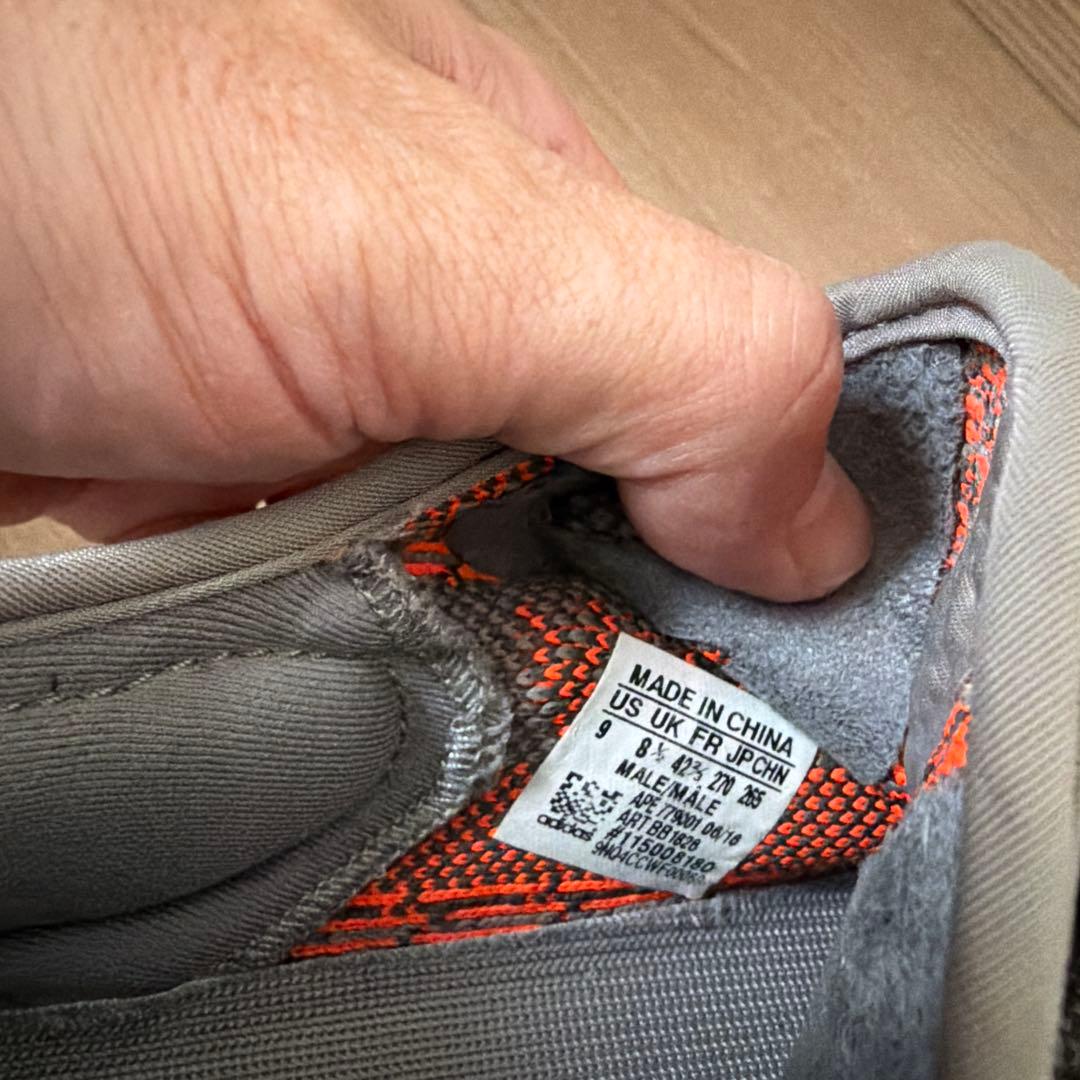 MADE IN CHINA
US UK FR JP CHN
9 8½ 42⅔ 270 265
MALE/MALE
APE 779001 06/16
ART BB1826
#115008180
adidas